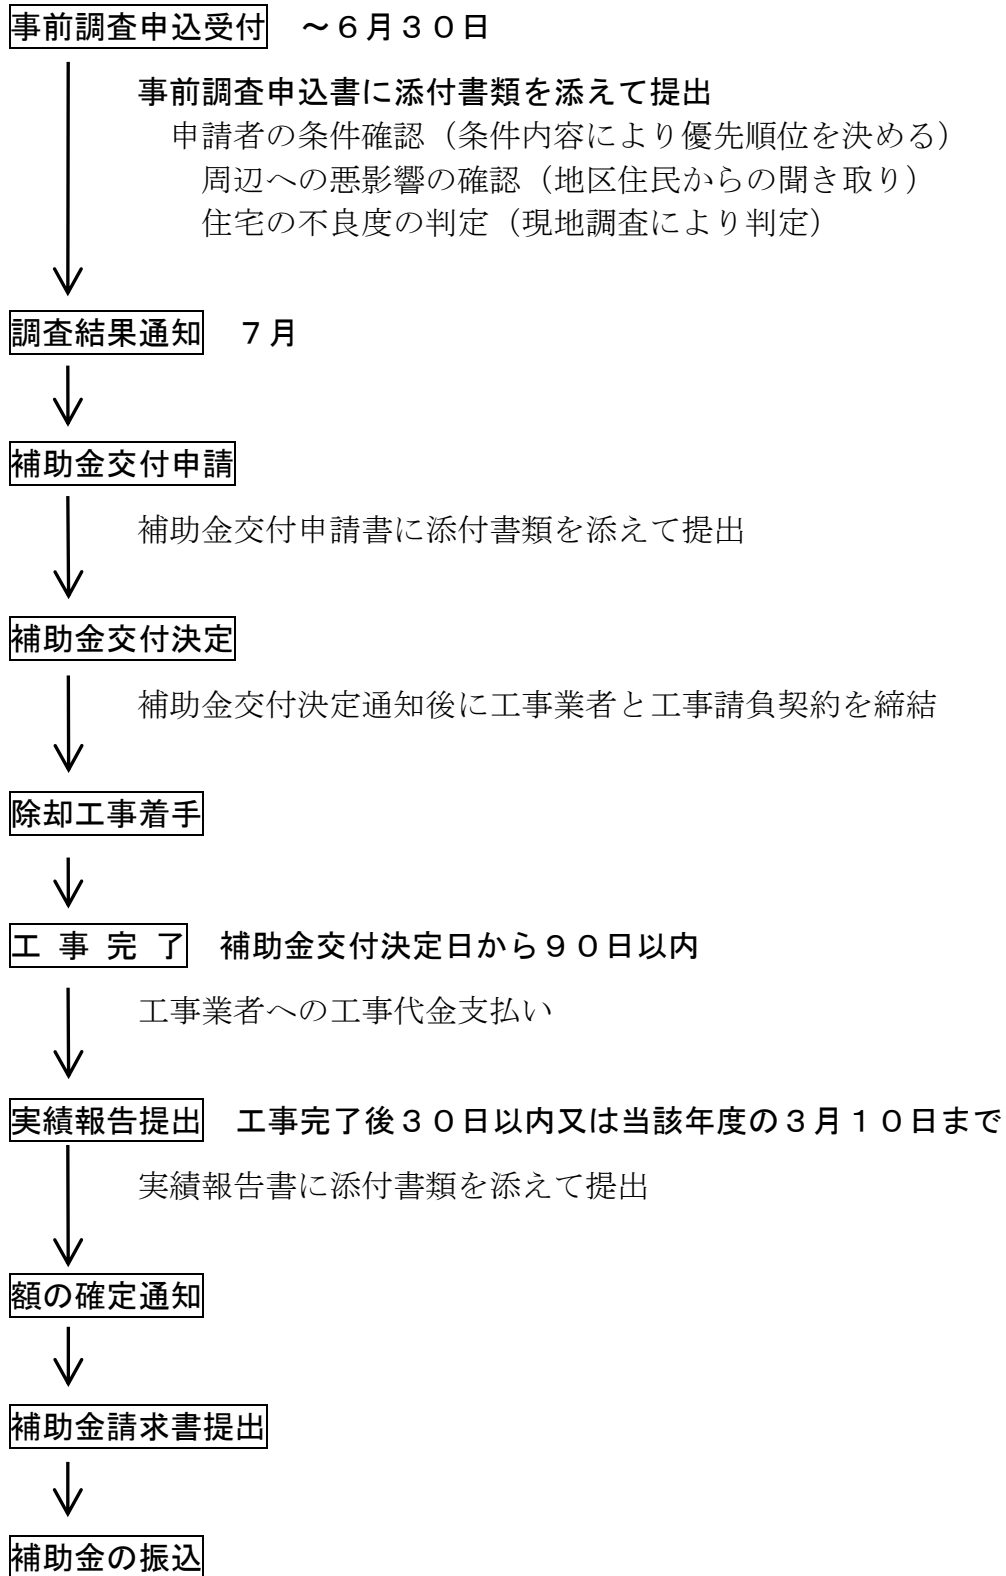 事前調査申込受付　～６月３０日
事前調査申込書に添付書類を添えて提出
申請者の条件確認（条件内容により優先順位を決める）
周辺への悪影響の確認（地区住民からの聞き取り）
住宅の不良度の判定（現地調査により判定）
調査結果通知　７月
補助金交付申請
補助金交付申請書に添付書類を添えて提出
補助金交付決定
補助金交付決定通知後に工事業者と工事請負契約を締結
除却工事着手
工 事 完 了　補助金交付決定日から９０日以内
工事業者への工事代金支払い
実績報告提出　工事完了後３０日以内又は当該年度の３月１０日まで
実績報告書に添付書類を添えて提出
額の確定通知
補助金請求書提出
補助金の振込